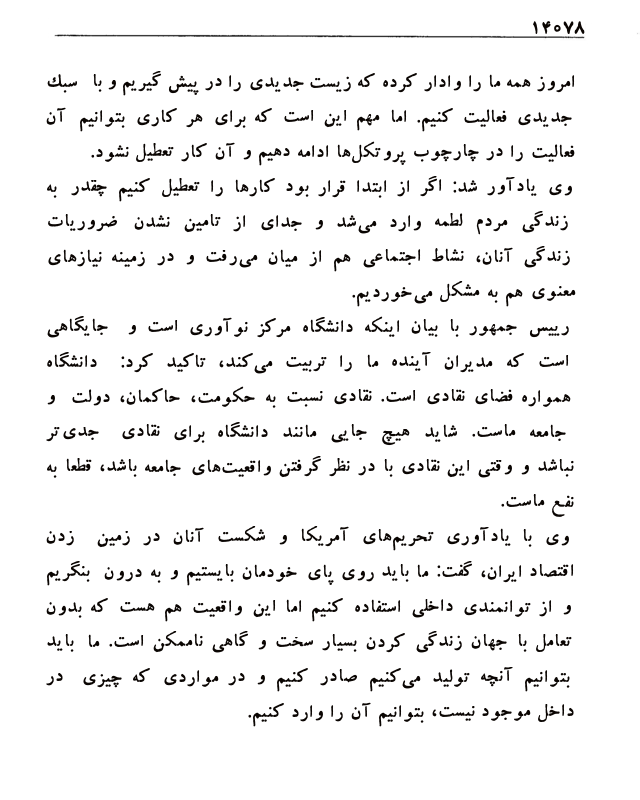 ۱۴۰۷۸
امروز همه ما را وادار کرده که زیست جدیدی را در پیش گیریم و با سبك
جدیدی فعالیت کنیم. اما مهم این است که برای هر کاری بتوانیم آن
فعالیت را در چارچوب پروتکل‌ها ادامه دهیم و آن کار تعطیل نشود.
وی یادآور شد: اگر از ابتدا قرار بود کارها را تعطیل کنیم چقدر به
زندگی مردم لطمه وارد می‌شد و جدای از تامین نشدن ضروریات
زندگی آنان، نشاط اجتماعی هم از میان می‌رفت و در زمینه نیازهای
معنوی هم به مشکل می‌خوردیم.
رییس جمهور با بیان اینکه دانشگاه مرکز نوآوری است و جایگاهی
است که مدیران آینده ما را تربیت می‌کند، تاکید کرد: دانشگاه
همواره فضای نقادی است. نقادی نسبت به حکومت، حاکمان، دولت و
جامعه ماست. شاید هیچ جایی مانند دانشگاه برای نقادی جدی‌تر
نباشد و وقتی این نقادی با در نظر گرفتن واقعیت‌های جامعه باشد، قطعا به
نفع ماست.
وی با یادآوری تحریم‌های آمریکا و شکست آنان در زمین زدن
اقتصاد ایران، گفت: ما باید روی پای خودمان بایستیم و به درون بنگریم
و از توانمندی داخلی استفاده کنیم اما این واقعیت هم هست که بدون
تعامل با جهان زندگی کردن بسیار سخت و گاهی ناممکن است. ما باید
بتوانیم آنچه تولید می‌کنیم صادر کنیم و در مواردی که چیزی در
داخل موجود نیست، بتوانیم آن را وارد کنیم.